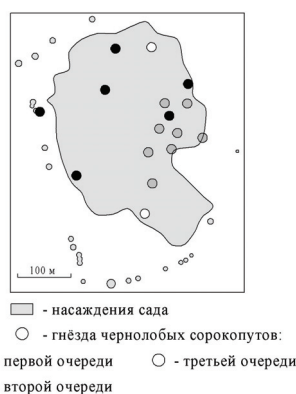 100 м
- насаждения сада
- гнёзда чернолобых сорокопутов:
первой очереди - третьей очереди
второй очереди